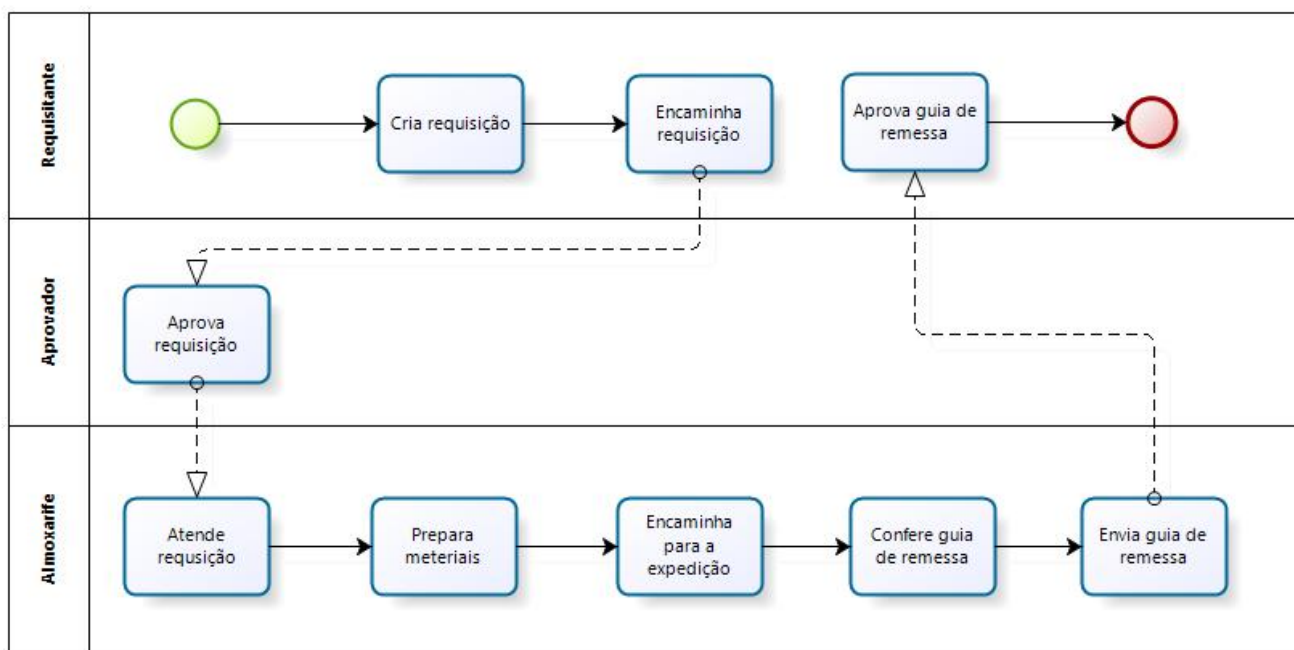 Requisitante
Cria requisição
Encaminha
requisição
Aprova guia de
remessa
Aprovador
Aprova
requisição
Almoxarife
Atende
requsição
Prepara
meteriais
Encaminha
para a
expedição
Confere guia
de remessa
Envia guia de
remessa